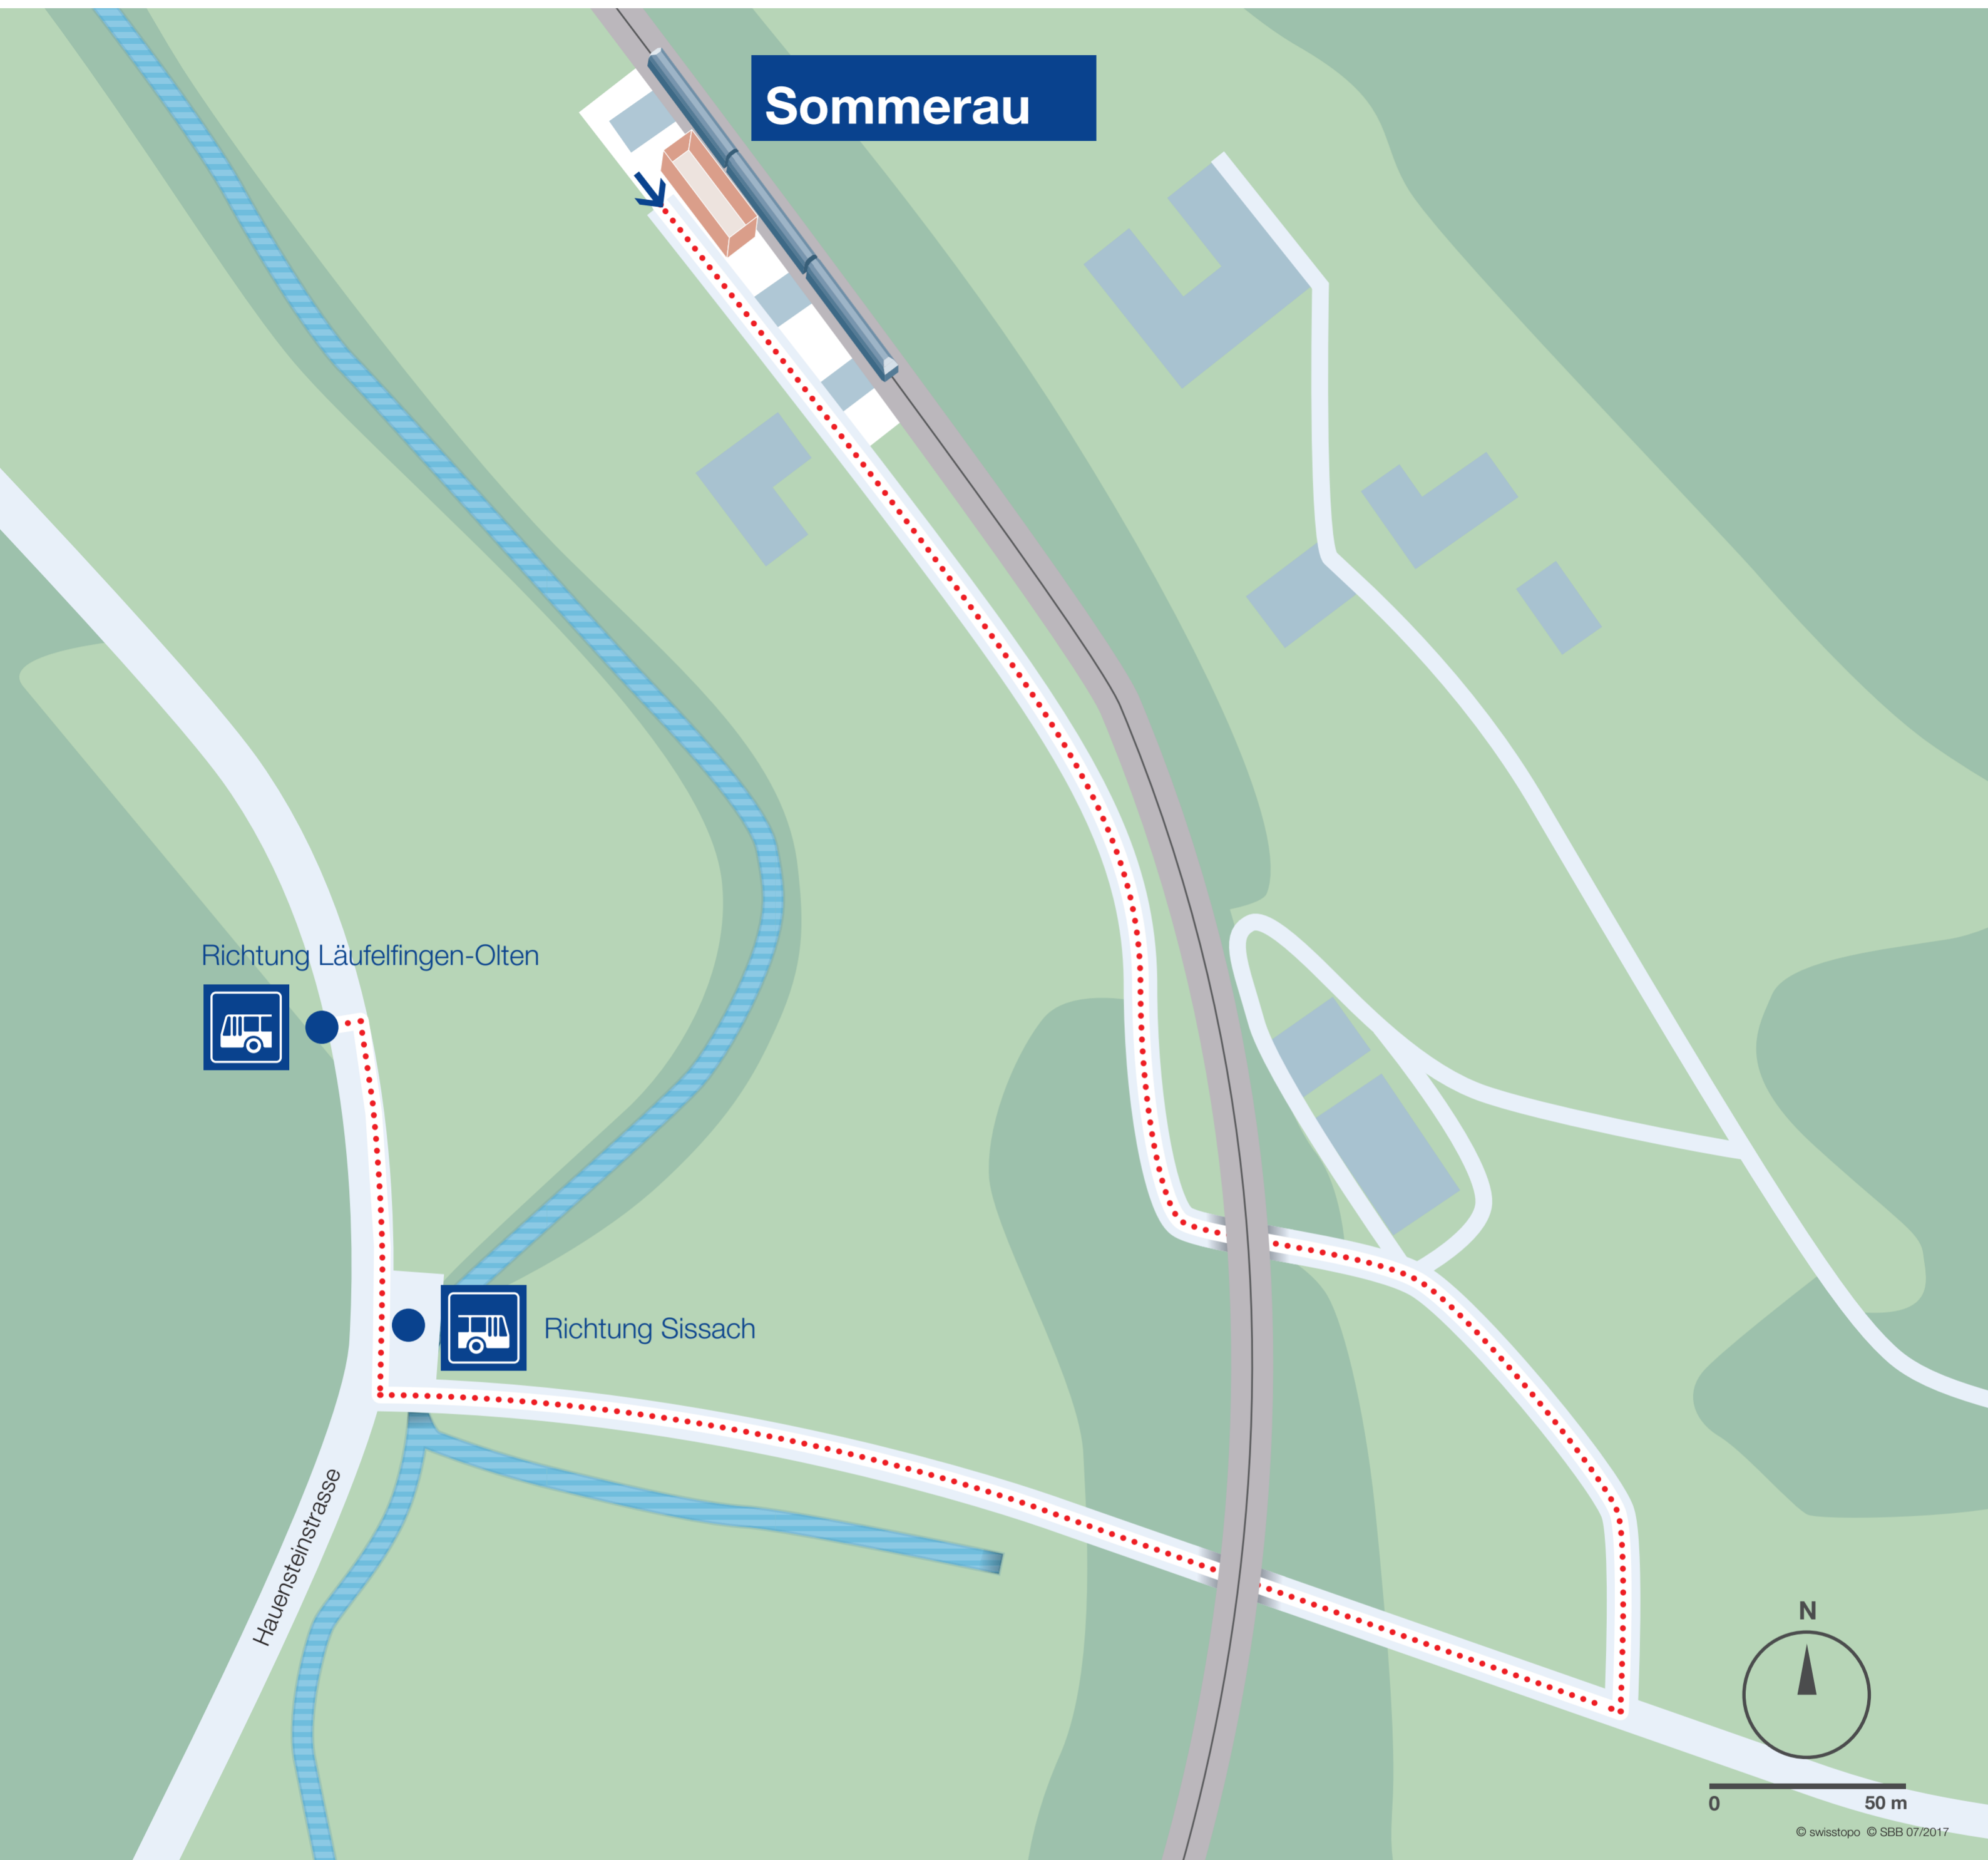 Sommerau
Richtung Läufelfingen-Olten
Richtung Sissach
Hauensteinstrasse
N
0 50 m
© swisstopo © SBB 07/2017